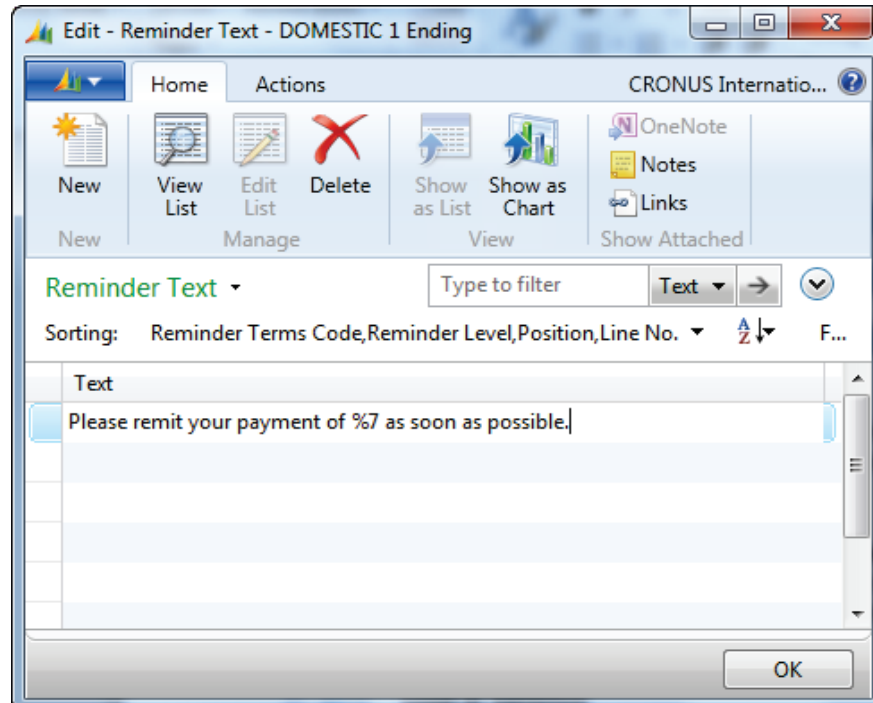 Edit - Reminder Text - DOMESTIC 1 Ending
Home Actions CRONUS Internatio...
New View List Edit List Delete Show as List Show as Chart
OneNote
Notes
Links
New Manage View Show Attached
Reminder Text Type to filter Text
Sorting: Reminder Terms Code,Reminder Level,Position,Line No. F...
Text
Please remit your payment of %7 as soon as possible.
OK